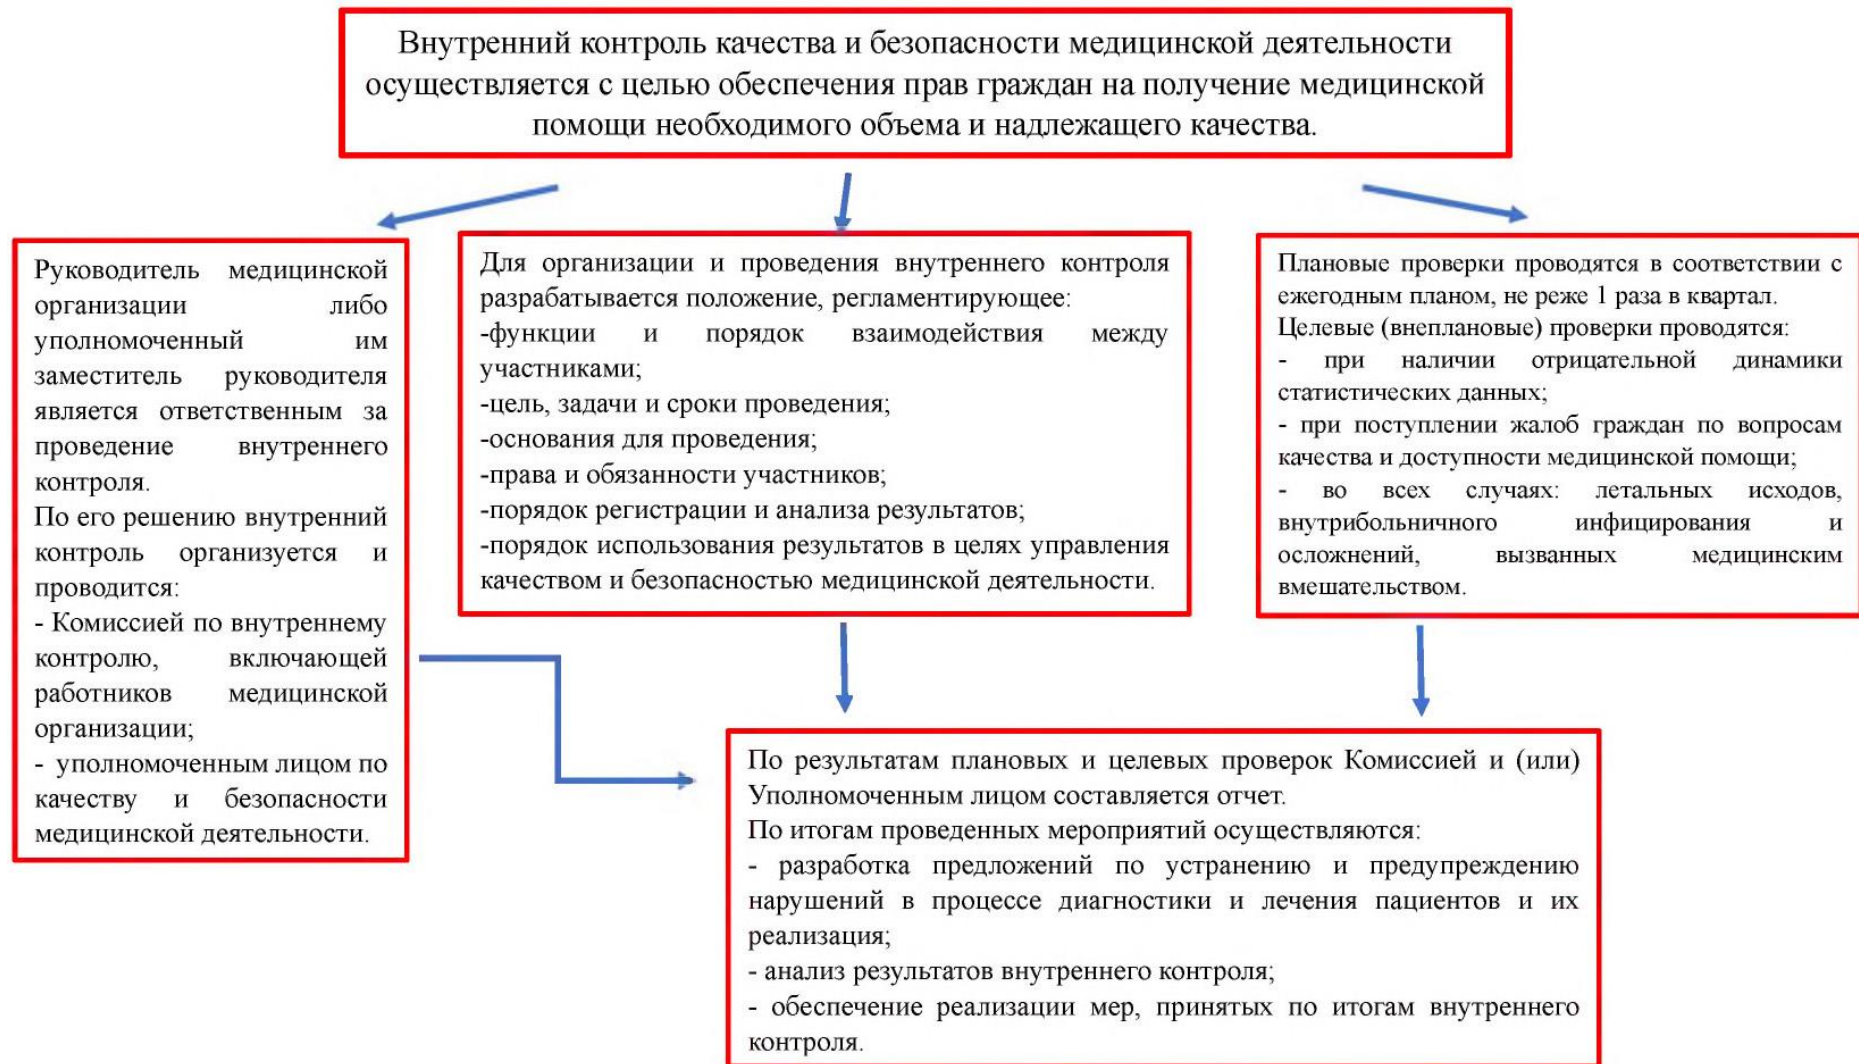 Внутренний контроль качества и безопасности медицинской деятельности
осуществляется с целью обеспечения прав граждан на получение медицинской
помощи необходимого объема и надлежащего качества.
Руководитель медицинской
организации либо
уполномоченный им
заместитель руководителя
является ответственным за
проведение внутреннего
контроля.
По его решению внутренний
контроль организуется и
проводится:
- Комиссией по внутреннему
контролю, включающей
работников медицинской
организации;
- уполномоченным лицом по
качеству и безопасности
медицинской деятельности.
Для организации и проведения внутреннего контроля
разрабатывается положение, регламентирующее:
-функции и порядок взаимодействия между
участниками;
-цель, задачи и сроки проведения;
-основания для проведения;
-права и обязанности участников;
-порядок регистрации и анализа результатов;
-порядок использования результатов в целях управления
качеством и безопасностью медицинской деятельности.
Плановые проверки проводятся в соответствии с
ежегодным планом, не реже 1 раза в квартал.
Целевые (внеплановые) проверки проводятся:
- при наличии отрицательной динамики
статистических данных;
- при поступлении жалоб граждан по вопросам
качества и доступности медицинской помощи;
- во всех случаях: летальных исходов,
внутрибольничного инфицирования и
осложнений, вызванных медицинским
вмешательством.
По результатам плановых и целевых проверок Комиссией и (или)
Уполномоченным лицом составляется отчет.
По итогам проведенных мероприятий осуществляются:
- разработка предложений по устранению и предупреждению
нарушений в процессе диагностики и лечения пациентов и их
реализация;
- анализ результатов внутреннего контроля;
- обеспечение реализации мер, принятых по итогам внутреннего
контроля.